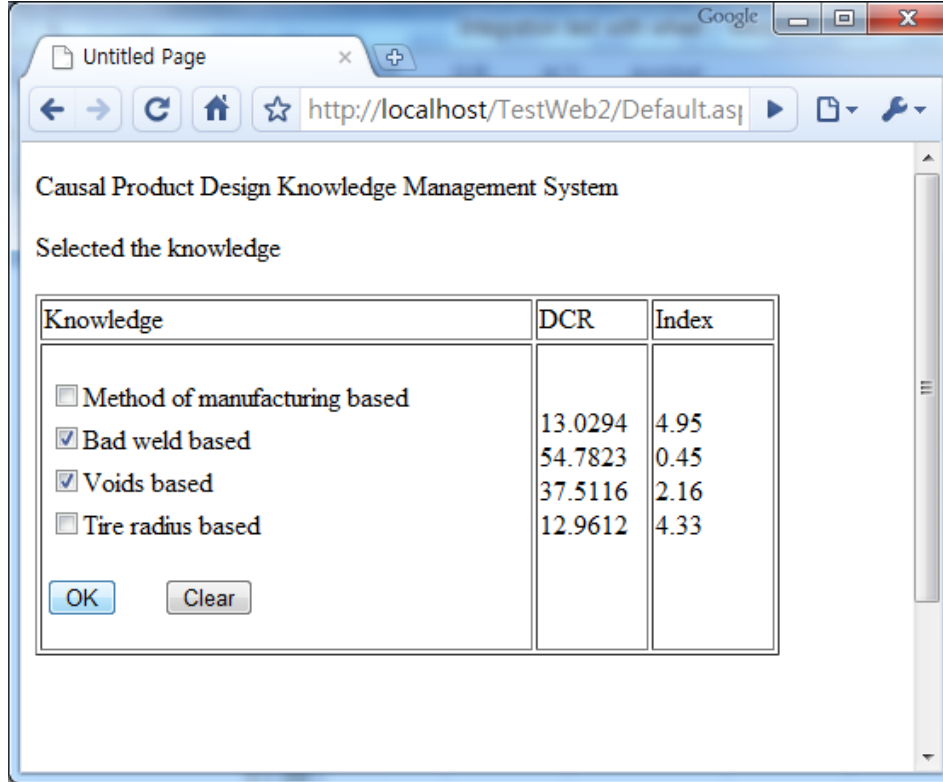 Google
Untitled Page
http://localhost/TestWeb2/Default.asp
Causal Product Design Knowledge Management System
Selected the knowledge
Knowledge DCR Index
Method of manufacturing based 13.0294 4.95
Bad weld based 54.7823 0.45
Voids based 37.5116 2.16
Tire radius based 12.9612 4.33
OK Clear